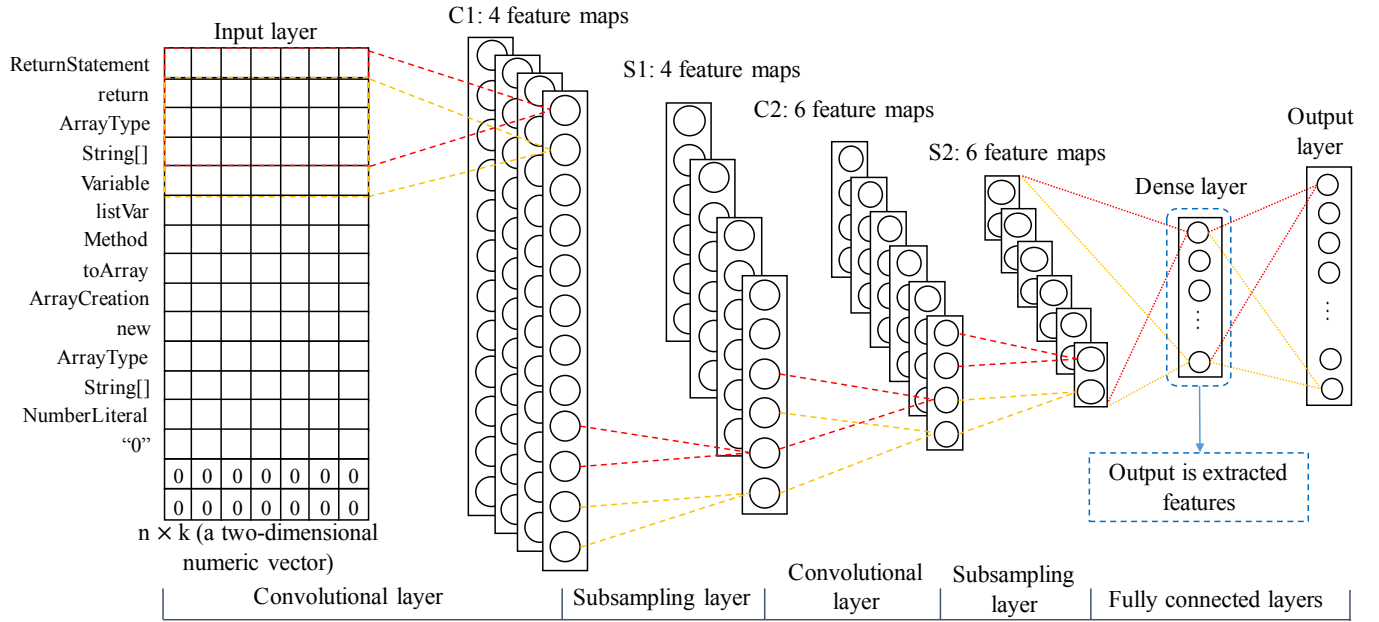 Input layer
C1: 4 feature maps
S1: 4 feature maps
C2: 6 feature maps
S2: 6 feature maps
Dense layer
Output
layer
ReturnStatement
return
ArrayType
String[]
Variable
listVar
Method
toArray
ArrayCreation
new
ArrayType
String[]
NumberLiteral
“0”
0 0 0 0 0 0 0
0 0 0 0 0 0 0
n × k (a two-dimensional
numeric vector)
Output is extracted
features
Convolutional layer
Subsampling layer
Convolutional
layer
Subsampling
layer
Fully connected layers